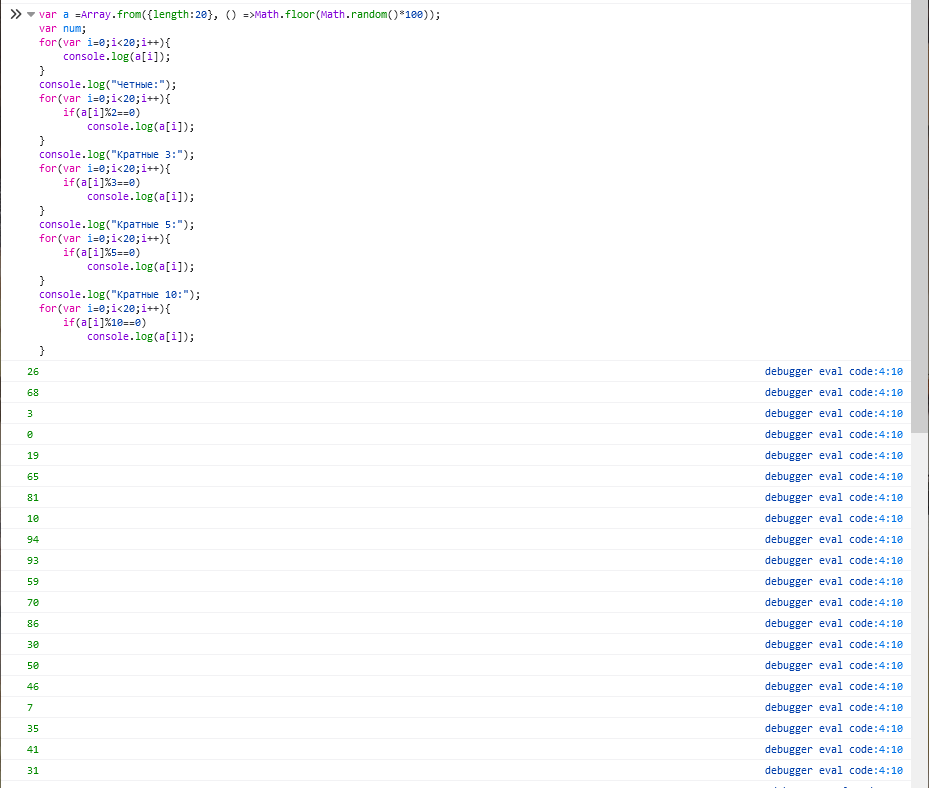 var a =Array.from({length:20}, () =>Math.floor(Math.random()*100));
var num;
for(var i=0;i<20;i++){
    console.log(a[i]);
}
console.log("Четные:");
for(var i=0;i<20;i++){
    if(a[i]%2==0)
        console.log(a[i]);
}
console.log("Кратные 3:");
for(var i=0;i<20;i++){
    if(a[i]%3==0)
        console.log(a[i]);
}
console.log("Кратные 5:");
for(var i=0;i<20;i++){
    if(a[i]%5==0)
        console.log(a[i]);
}
console.log("Кратные 10:");
for(var i=0;i<20;i++){
    if(a[i]%10==0)
        console.log(a[i]);
}
26 debugger eval code:4:10
68 debugger eval code:4:10
3 debugger eval code:4:10
0 debugger eval code:4:10
19 debugger eval code:4:10
65 debugger eval code:4:10
81 debugger eval code:4:10
10 debugger eval code:4:10
94 debugger eval code:4:10
93 debugger eval code:4:10
59 debugger eval code:4:10
70 debugger eval code:4:10
86 debugger eval code:4:10
30 debugger eval code:4:10
50 debugger eval code:4:10
46 debugger eval code:4:10
7 debugger eval code:4:10
35 debugger eval code:4:10
41 debugger eval code:4:10
31 debugger eval code:4:10